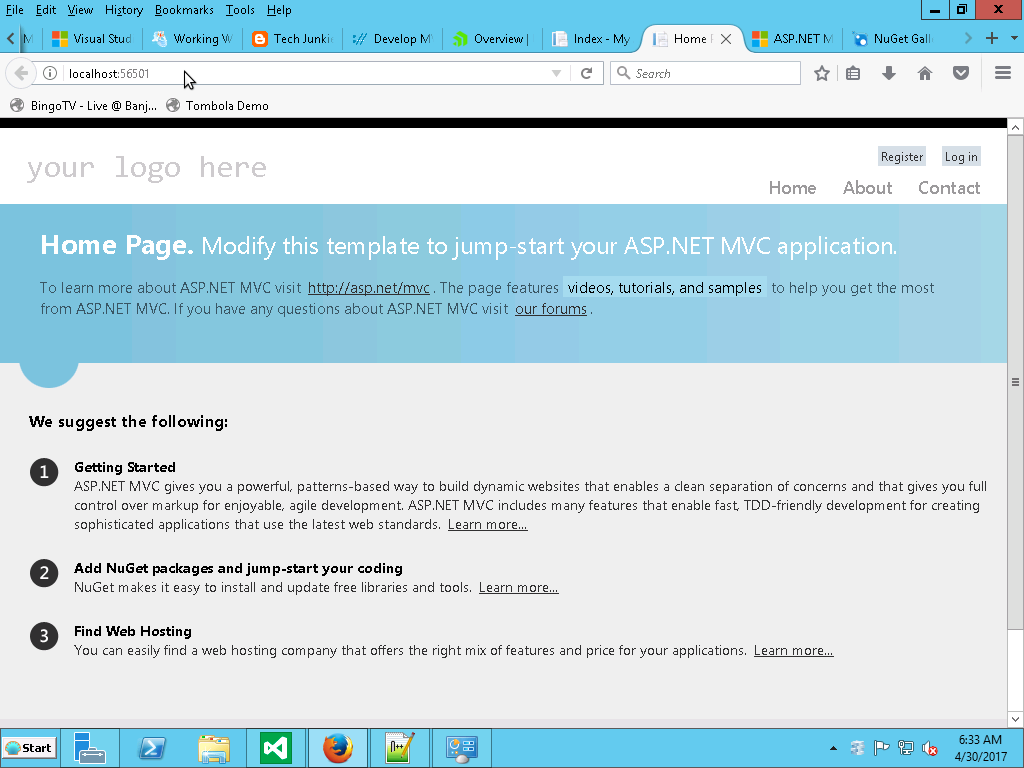 File Edit View History Bookmarks Tools Help
Visual Stud Working W Tech Junki Develop M Overview | Index - My Home ASP.NET M NuGet Gall
localhost:56501 Search
BingoTV - Live @ Banj... Tombola Demo
your logo here
Register Log in
Home About Contact
Home Page. Modify this template to jump-start your ASP.NET MVC application.
To learn more about ASP.NET MVC visit http://asp.net/mvc . The page features videos, tutorials, and samples to help you get the most
from ASP.NET MVC. If you have any questions about ASP.NET MVC visit our forums .
We suggest the following:
1 Getting Started
ASP.NET MVC gives you a powerful, patterns-based way to build dynamic websites that enables a clean separation of concerns and that gives you full
control over markup for enjoyable, agile development. ASP.NET MVC includes many features that enable fast, TDD-friendly development for creating
sophisticated applications that use the latest web standards. Learn more...
2 Add NuGet packages and jump-start your coding
NuGet makes it easy to install and update free libraries and tools. Learn more...
3 Find Web Hosting
You can easily find a web hosting company that offers the right mix of features and price for your applications. Learn more...
Start 6:33 AM
4/30/2017